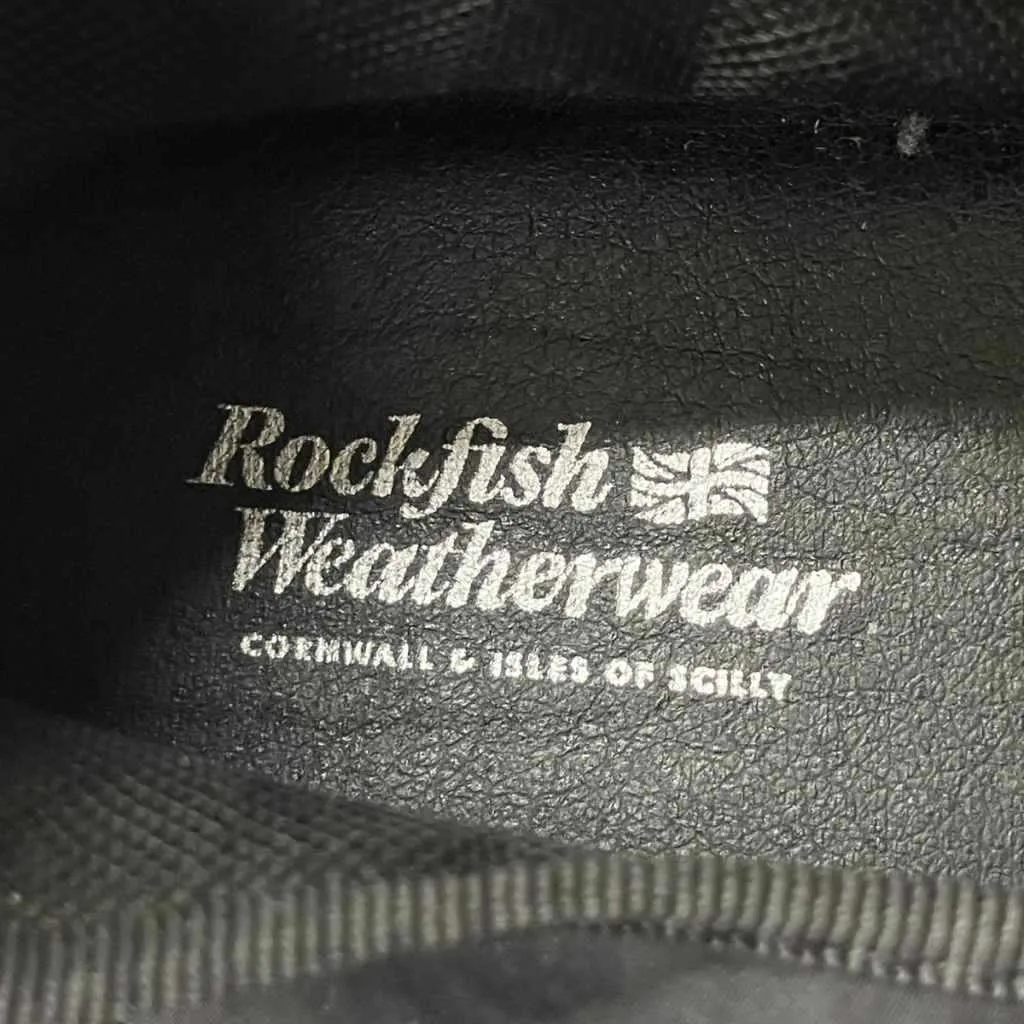 Rockfish
Weatherwear
CORNWALL & ISLES OF SCILLY